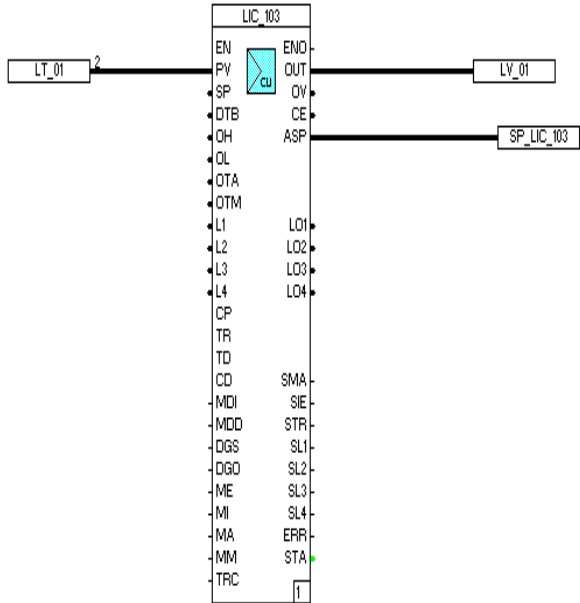 LIC_103
EN ENO
LT_01 2 PV CU OUT LV_01
SP OV
DTB CE
OH ASP SP_LIC_103
OL
OTA
OTM
L1 LO1
L2 LO2
L3 LO3
L4 LO4
CP
TR
TD
CD SMA
MDI SIE
MDD STR
DGS SL1
DGO SL2
ME SL3
MI SL4
MA ERR
MM STA
TRC 1